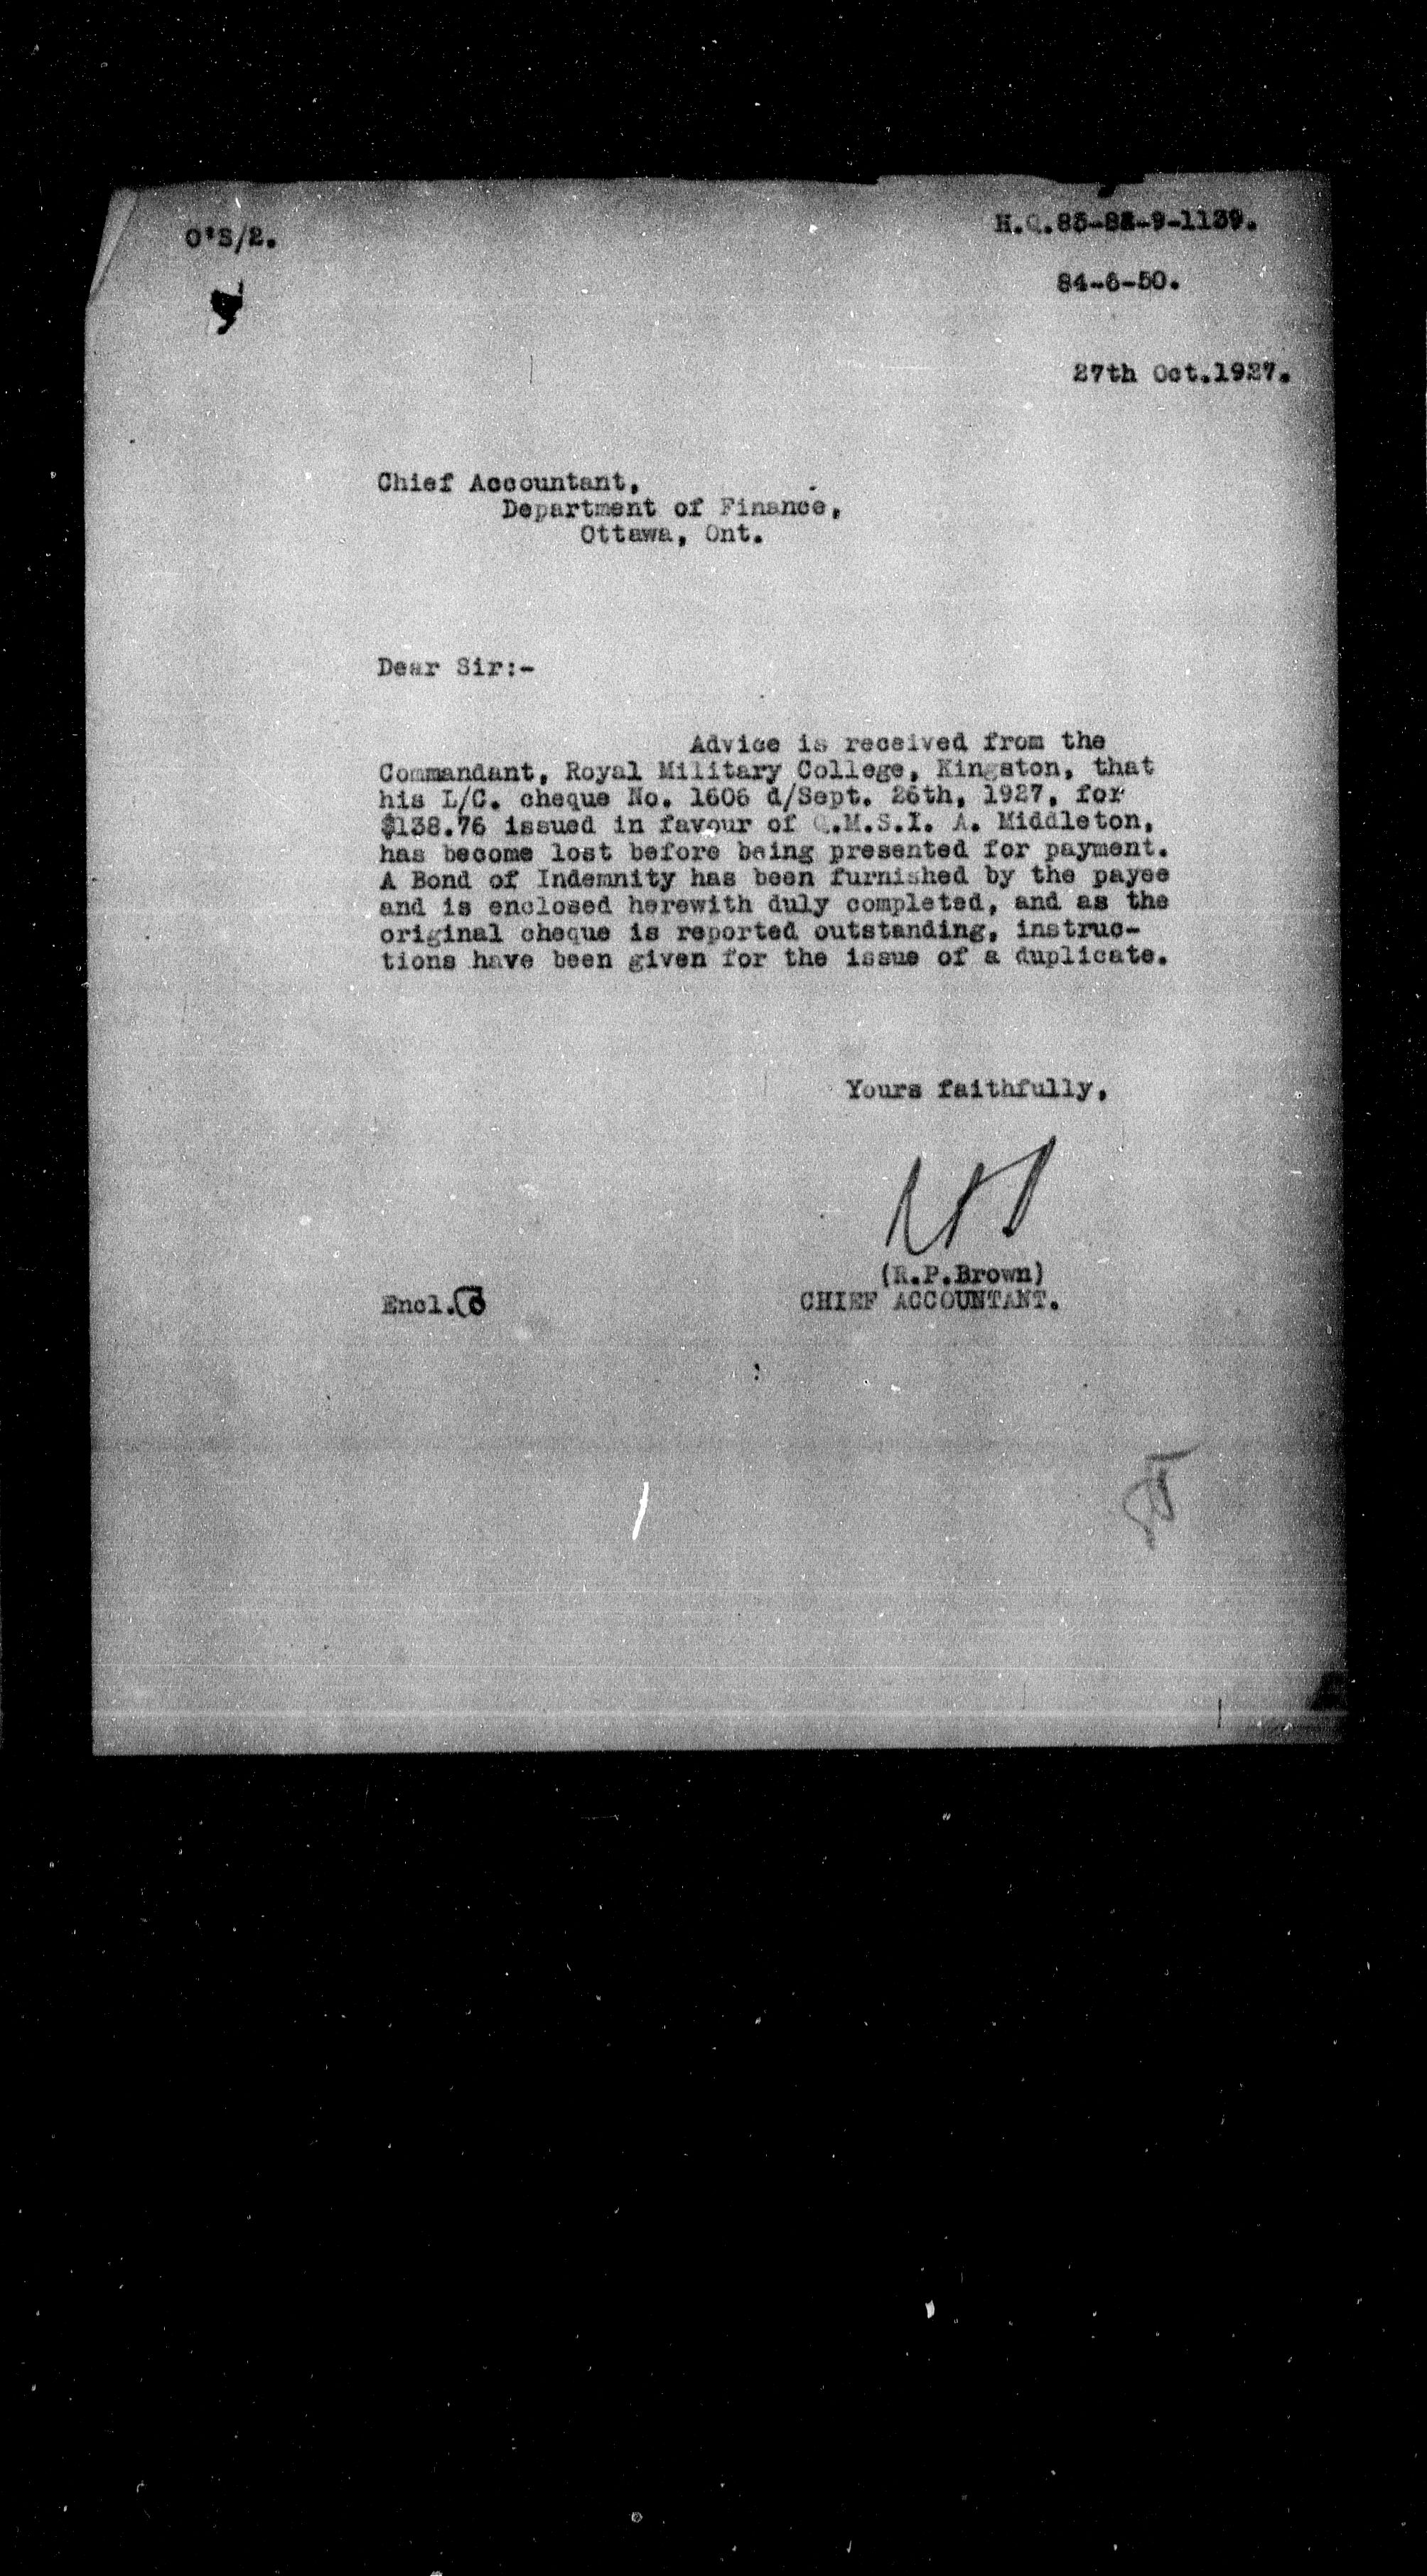 O'S/2.
H.Q.85-82-9-1139.
84-6-50.
27th Oct.1927.
Chief Accountant,
Department of Finance,
Ottawa, Ont.
Dear Sir:-
Advice is received from the
Commandant, Royal Military College, Kingston, that
his L/C. cheque No. 1606 d/Sept. 26th, 1927, for
$138.76 issued in favour of Q.M.S.I. A. Middleton,
has become lost before being presented for payment.
A Bond of Indemnity has been furnished by the payee
and is enclosed herewith duly completed, and as the
original cheque is reported outstanding, instruc-
tions have been given for the issue of a duplicate.
Yours faithfully,
(R.P.Brown)
CHIEF ACCOUNTANT.
Encl.